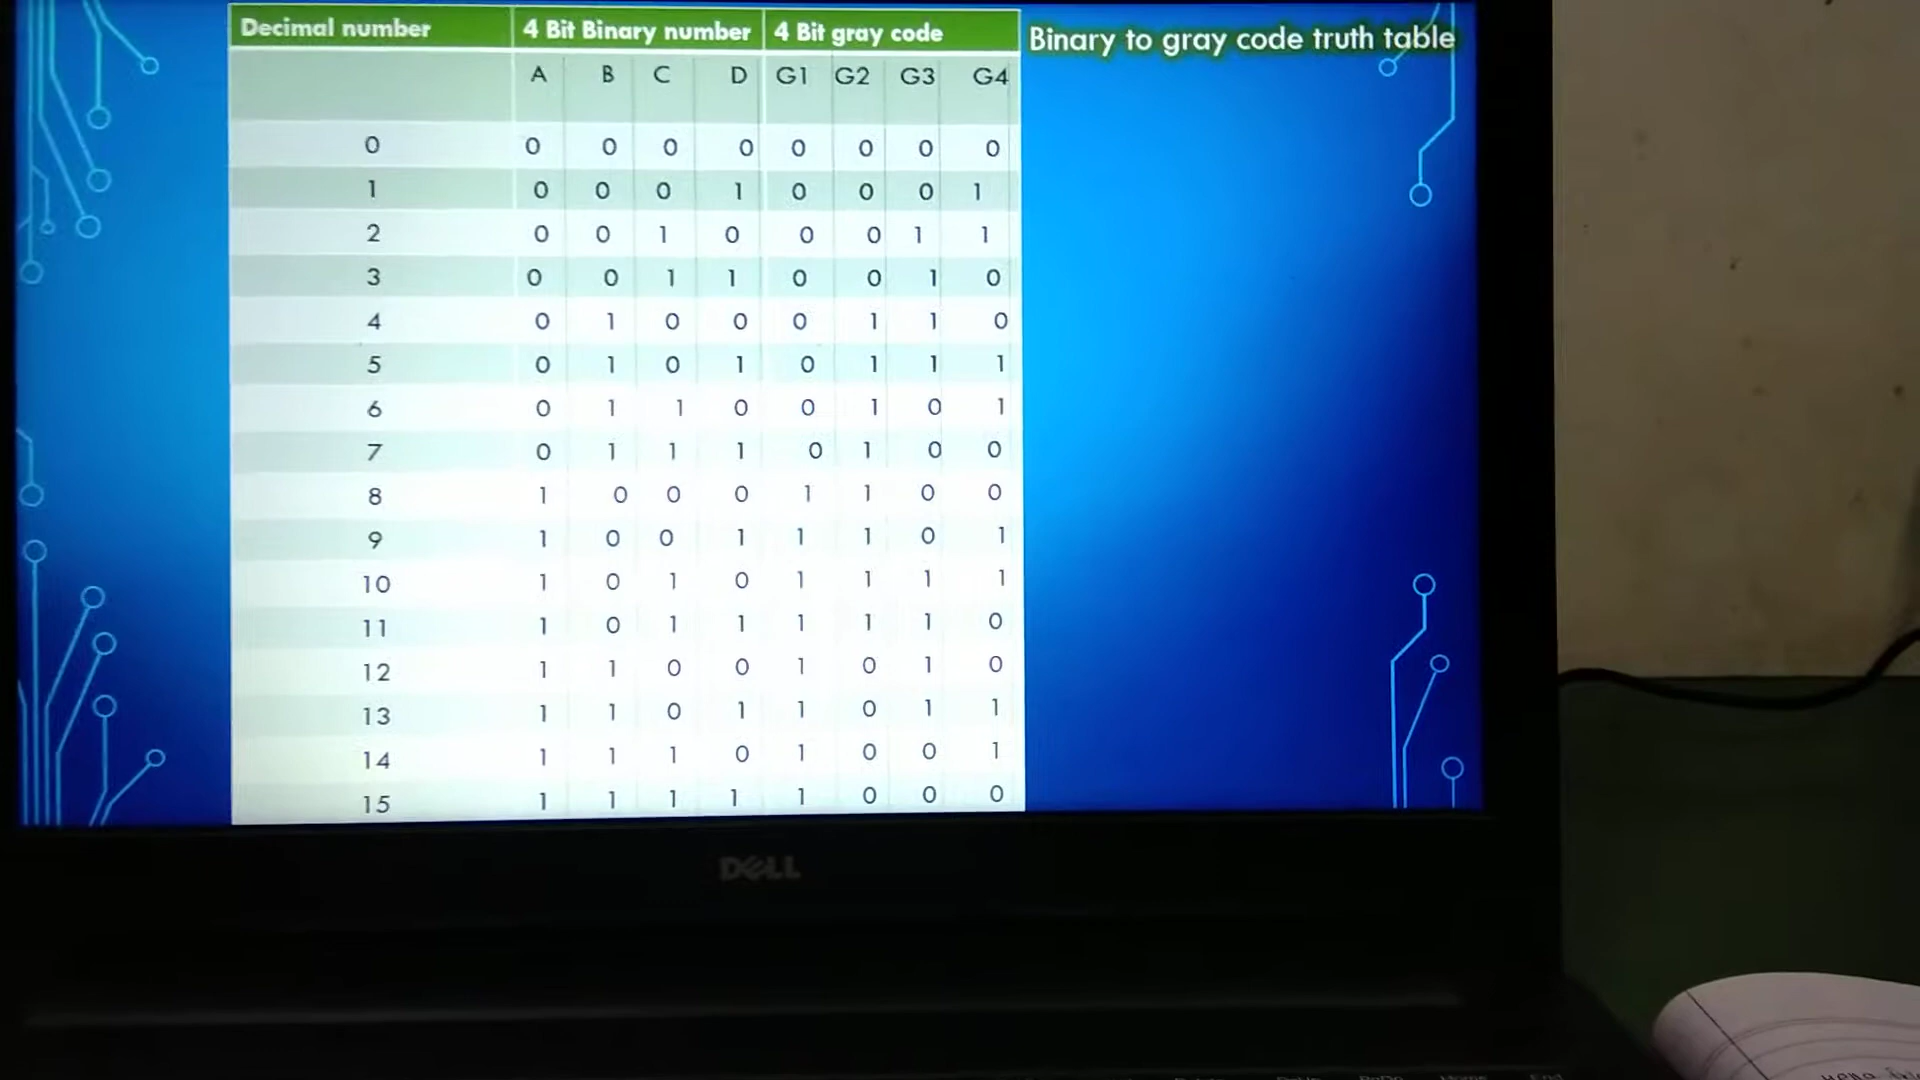 Decimal number 4 Bit Binary number 4 Bit gray code
Binary to gray code truth table
A B C D G1 G2 G3 G4
0 0 0 0 0 0 0 0 0
1 0 0 0 1 0 0 0 1
2 0 0 1 0 0 0 1 1
3 0 0 1 1 0 0 1 0
4 0 1 0 0 0 1 1 0
5 0 1 0 1 0 1 1 1
6 0 1 1 0 0 1 0 1
7 0 1 1 1 0 1 0 0
8 1 0 0 0 1 1 0 0
9 1 0 0 1 1 1 0 1
10 1 0 1 0 1 1 1 1
11 1 0 1 1 1 1 1 0
12 1 1 0 0 1 0 1 0
13 1 1 0 1 1 0 1 1
14 1 1 1 0 1 0 0 1
15 1 1 1 1 1 0 0 0
DELL